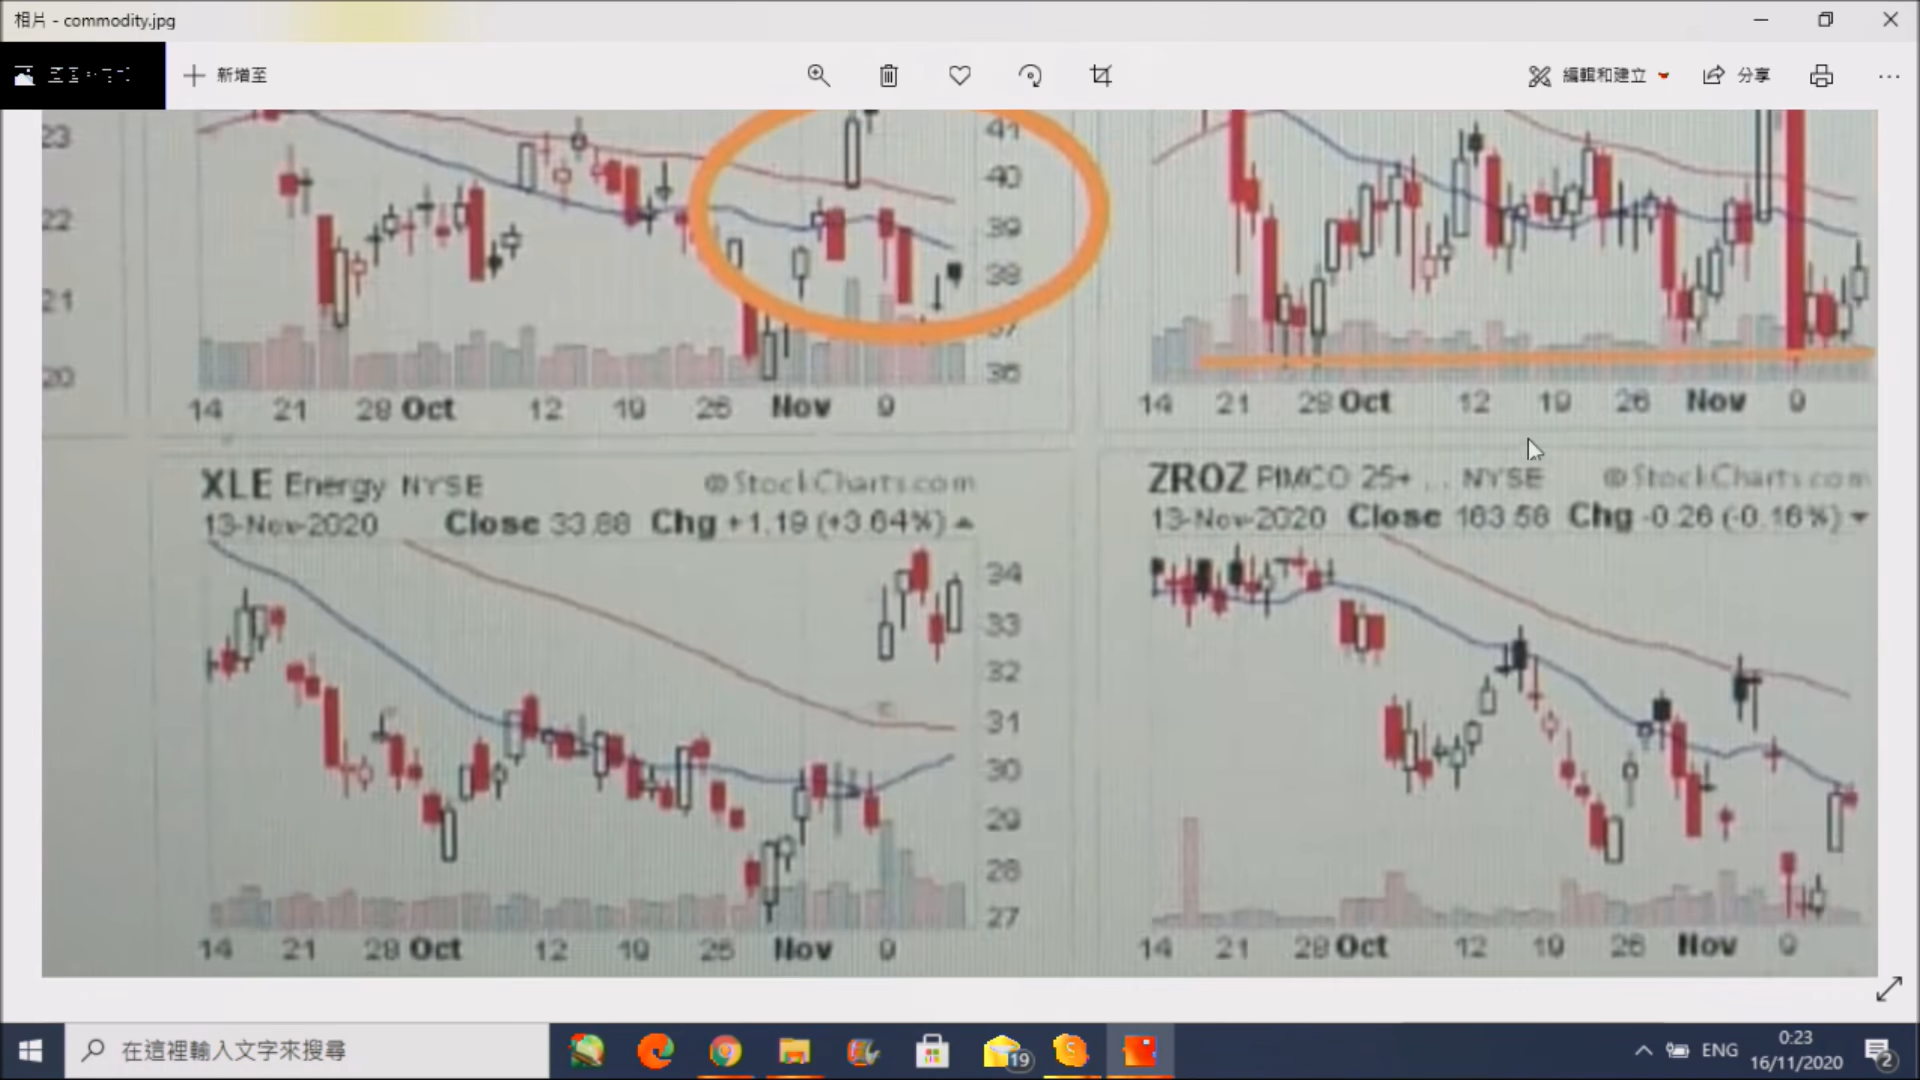 相片 - commodity.jpg
新增至
編輯和建立
分享
23
22
21
20
41
40
39
38
37
36
14 21 28 Oct 12 19 26 Nov 9
14 21 28 Oct 12 19 26 Nov 9
XLE Energy NYSE © StockCharts.com
13-Nov-2020 Close 33.88 Chg +1.19 (+3.64%)
34
33
32
31
30
29
28
27
14 21 28 Oct 12 19 26 Nov 9
ZROZ PIMCO 25+ ... NYSE © StockCharts.com
13-Nov-2020 Close 163.56 Chg -0.26 (-0.16%)
14 21 28 Oct 12 19 26 Nov 9
在這裡輸入文字來搜尋
19
S
ENG
0:23
16/11/2020
2